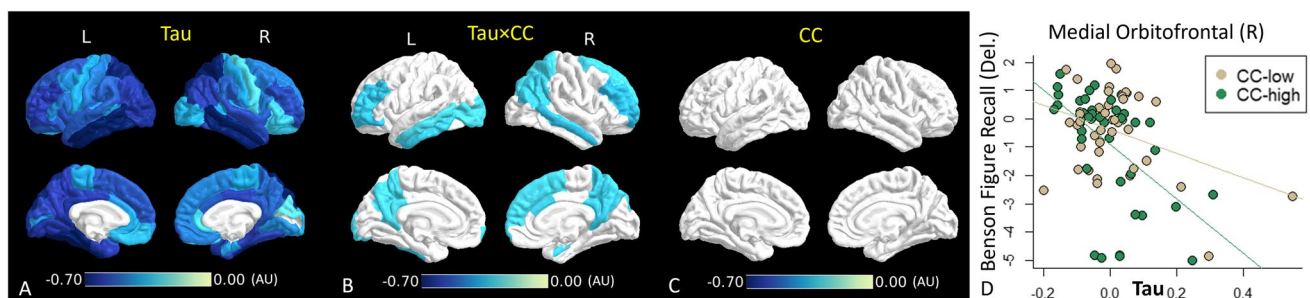 Tau
L
R
-0.70
0.00 (AU)
A
Tau×CC
L
R
-0.70
0.00 (AU)
B
CC
-0.70
0.00 (AU)
C
Medial Orbitofrontal (R)
Benson Figure Recall (Del.)
2
1
0
-1
-2
-3
-4
-5
CC-low
CC-high
-0.2
0.0
0.2
0.4
Tau
D